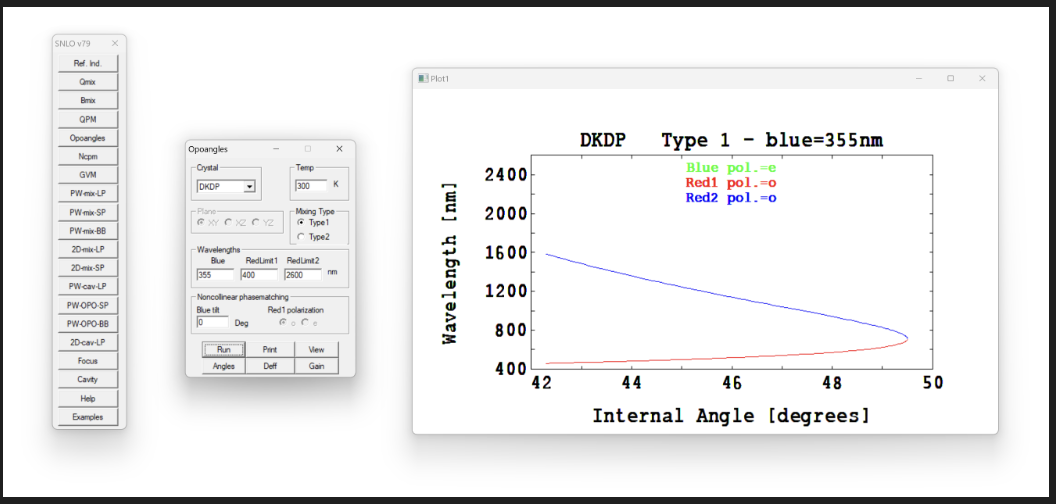 SNLO v79
Ref. Ind.
Qmix
Bmix
QPM
Opoangles
Ncpm
GVM
PW-mix-LP
PW-mix-SP
PW-mix-BB
2D-mix-LP
2D-mix-SP
PW-cav-LP
PW-OPO-SP
PW-OPO-BB
2D-cav-LP
Focus
Cavity
Help
Examples
Opoangles
Crystal
DKDP
Temp
300 K
Plane
XY XZ YZ
Mixing Type
Type1
Type2
Wavelengths
Blue RedLimit1 RedLimit2
355 400 2600 nm
Noncollinear phasematching
Blue tilt Red1 polarization
0 Deg o e
Run Print View
Angles Deff Gain
Plot1
DKDP Type 1 - blue=355nm
Blue pol.=e
Red1 pol.=o
Red2 pol.=o
Wavelength [nm]
2400
2000
1600
1200
800
400
42 44 46 48 50
Internal Angle [degrees]